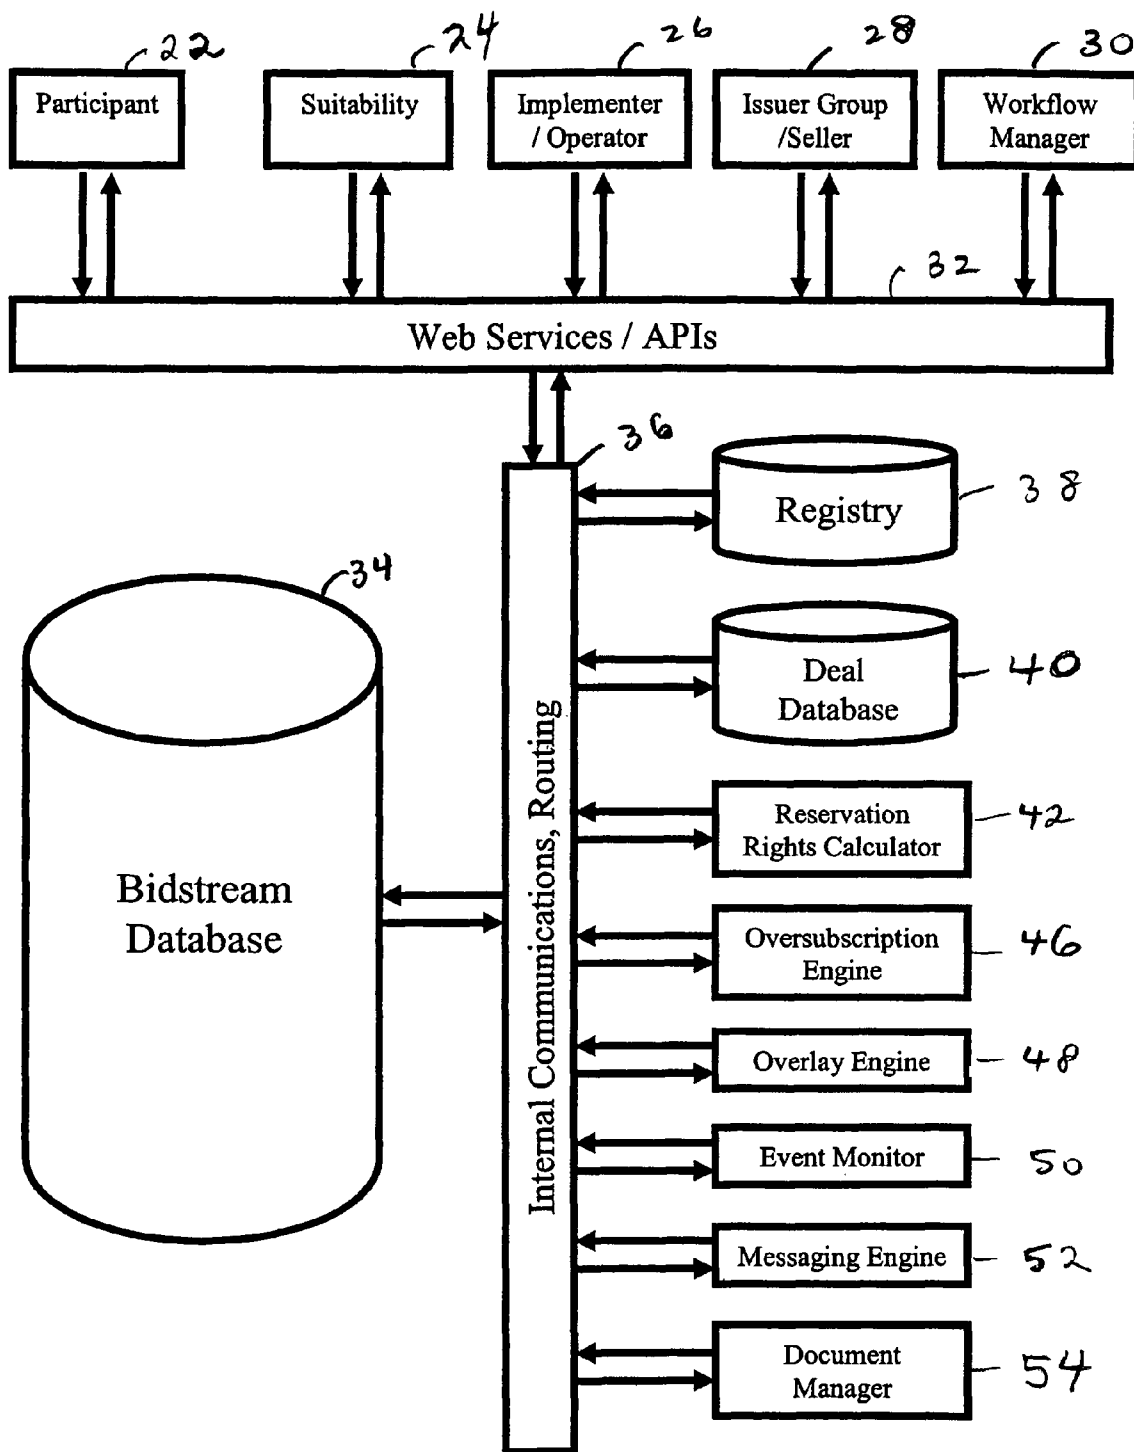 22
24
26
28
30
Participant
Suitability
Implementer
/ Operator
Issuer Group
/Seller
Workflow
Manager
32
Web Services / APIs
36
Registry
38
34
Deal
Database
40
Internal Communications, Routing
Reservation
Rights Calculator
42
Bidstream
Database
Oversubscription
Engine
46
Overlay Engine
48
Event Monitor
50
Messaging Engine
52
Document
Manager
54